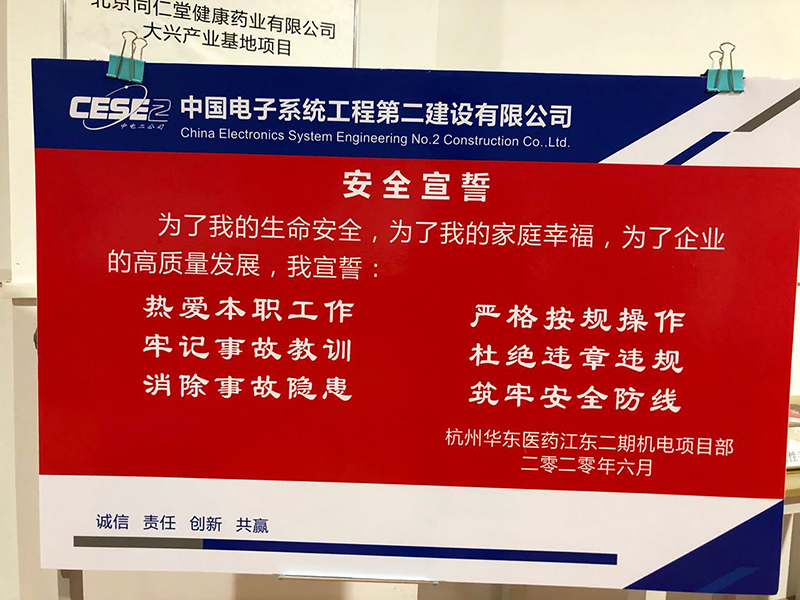 北京同仁堂健康药业有限公司
大兴产业基地项目
CESE2
中电二公司
中国电子系统工程第二建设有限公司
China Electronics System Engineering No.2 Construction Co.,Ltd.
安全宣誓
为了我的生命安全，为了我的家庭幸福，为了企业
的高质量发展，我宣誓：
热爱本职工作 严格按规操作
牢记事故教训 杜绝违章违规
消除事故隐患 筑牢安全防线
杭州华东医药江东二期机电项目部
二零二零年六月
诚信 责任 创新 共赢